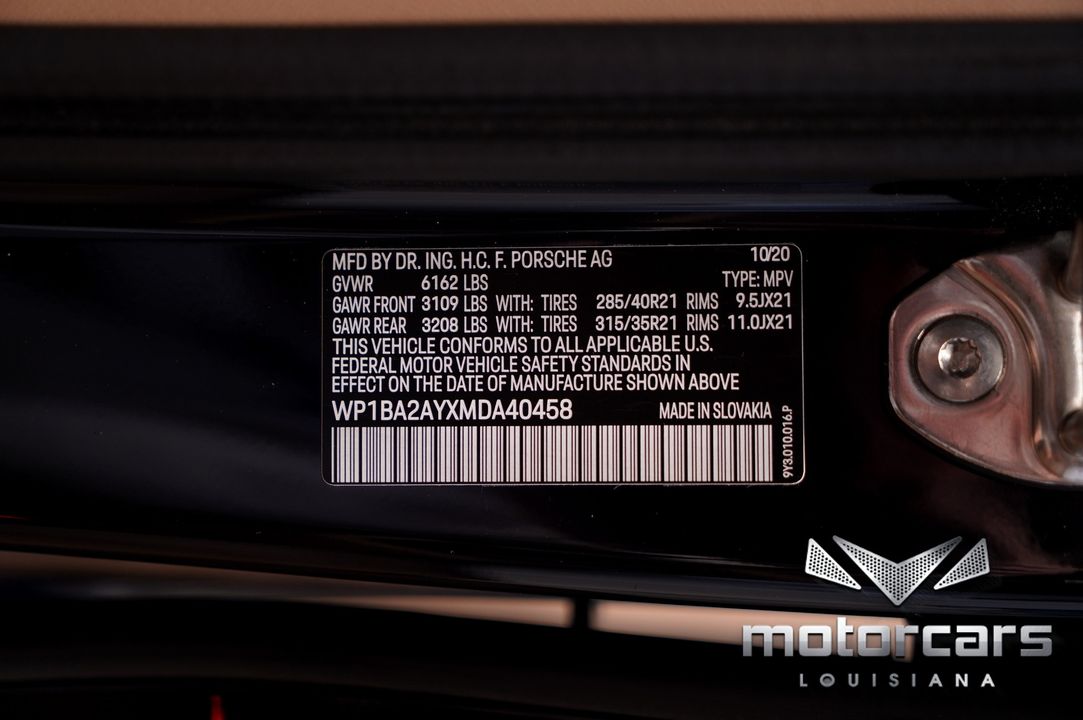 MFD BY DR. ING. H.C. F. PORSCHE AG 10/20
GVWR 6162 LBS TYPE: MPV
GAWR FRONT 3109 LBS WITH: TIRES 285/40R21 RIMS 9.5JX21
GAWR REAR 3208 LBS WITH: TIRES 315/35R21 RIMS 11.0JX21
THIS VEHICLE CONFORMS TO ALL APPLICABLE U.S.
FEDERAL MOTOR VEHICLE SAFETY STANDARDS IN
EFFECT ON THE DATE OF MANUFACTURE SHOWN ABOVE
WP1BA2AYXMDA40458 MADE IN SLOVAKIA
9Y3.010.016.P
motorcars
LOUISIANA